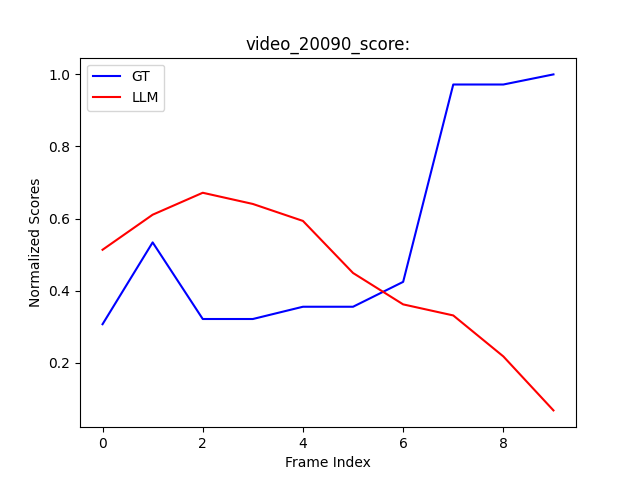 video_20090_score:
GT
LLM
Normalized Scores
1.0
0.8
0.6
0.4
0.2
0 2 4 6 8
Frame Index